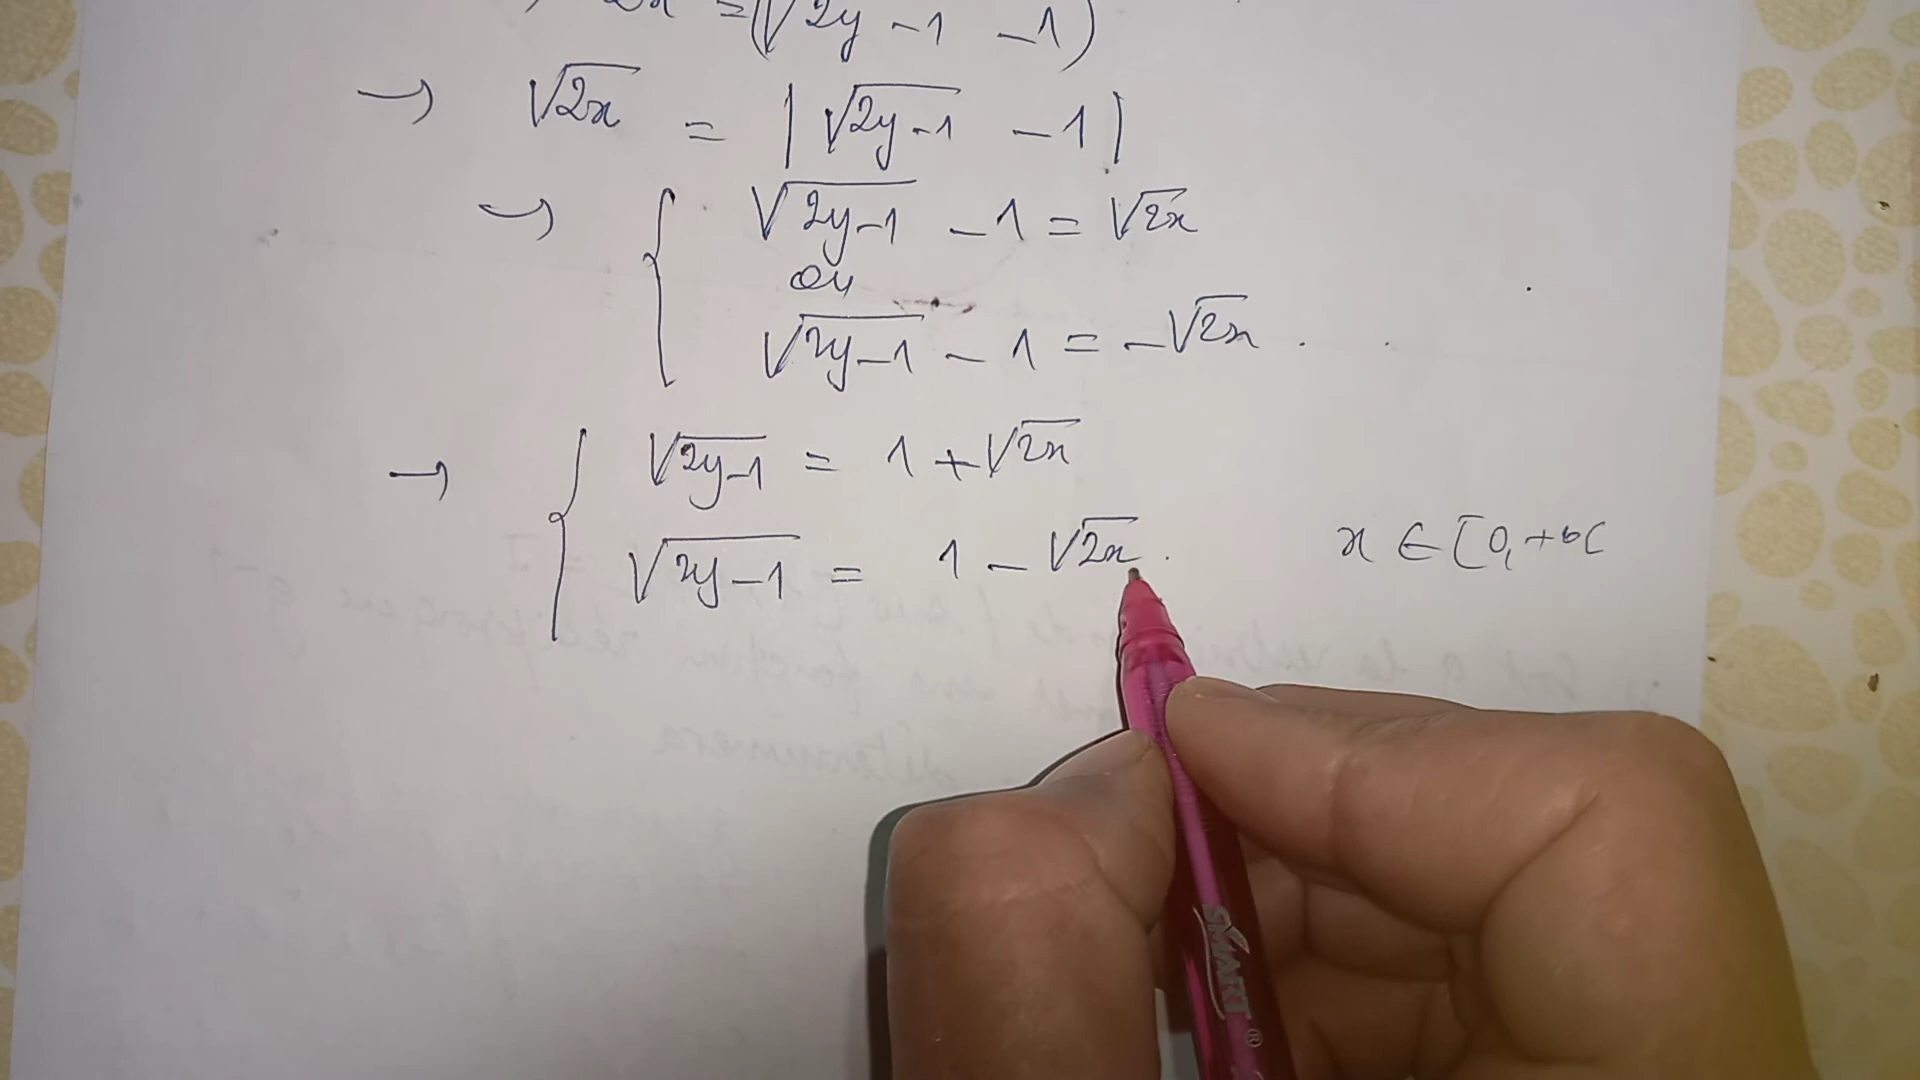 2x = (√2y - 1 - 1)
→ √2x = | √2y-1 - 1 |
→ { √2y-1 - 1 = √2x
ou
√2y-1 - 1 = -√2x .
→ { √2y-1 = 1 + √2x
√2y-1 = 1 - √2x . x ∈ [0, +∞[
SMART ®